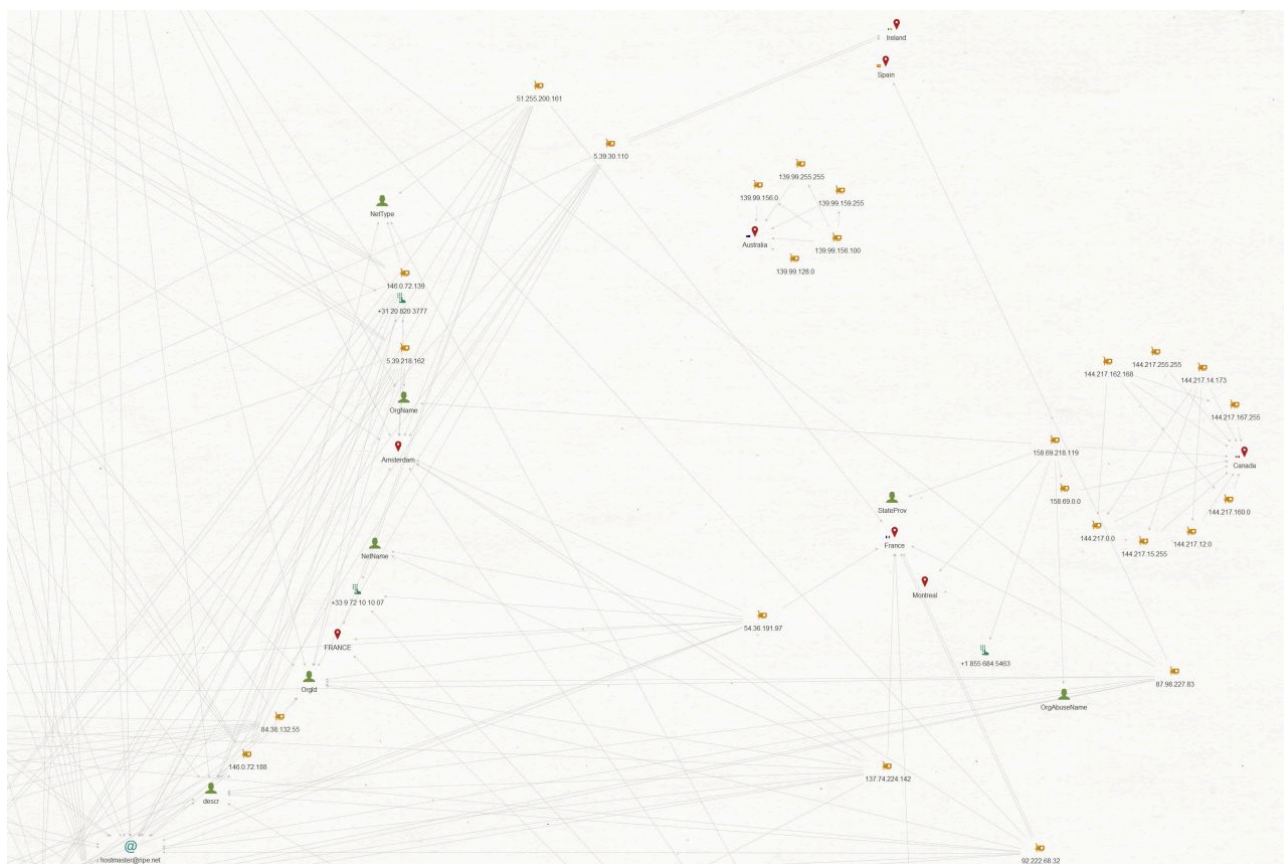 Ireland
Spain
51.255.200.161
5.39.30.110
139.99.255.255
139.99.156.0
139.99.159.255
NetType
Australia
139.99.156.160
139.99.128.0
146.0.72.139
+31 20 820 3777
5.39.218.162
144.217.255.255
144.217.162.168
144.217.14.173
OrgName
144.217.167.255
Amsterdam
158.69.218.119
Canada
158.69.0.0
144.217.160.0
StateProv
144.217.0.0
144.217.12.0
France
144.217.15.255
NetName
Montreal
+33 9 72 10 10 07
54.36.191.97
FRANCE
+1 855 684 5463
OrgId
87.98.227.83
OrgAbuseName
84.36.132.55
146.0.72.188
137.74.224.142
descr
@
hostmaster@ripe.net
92.222.68.32